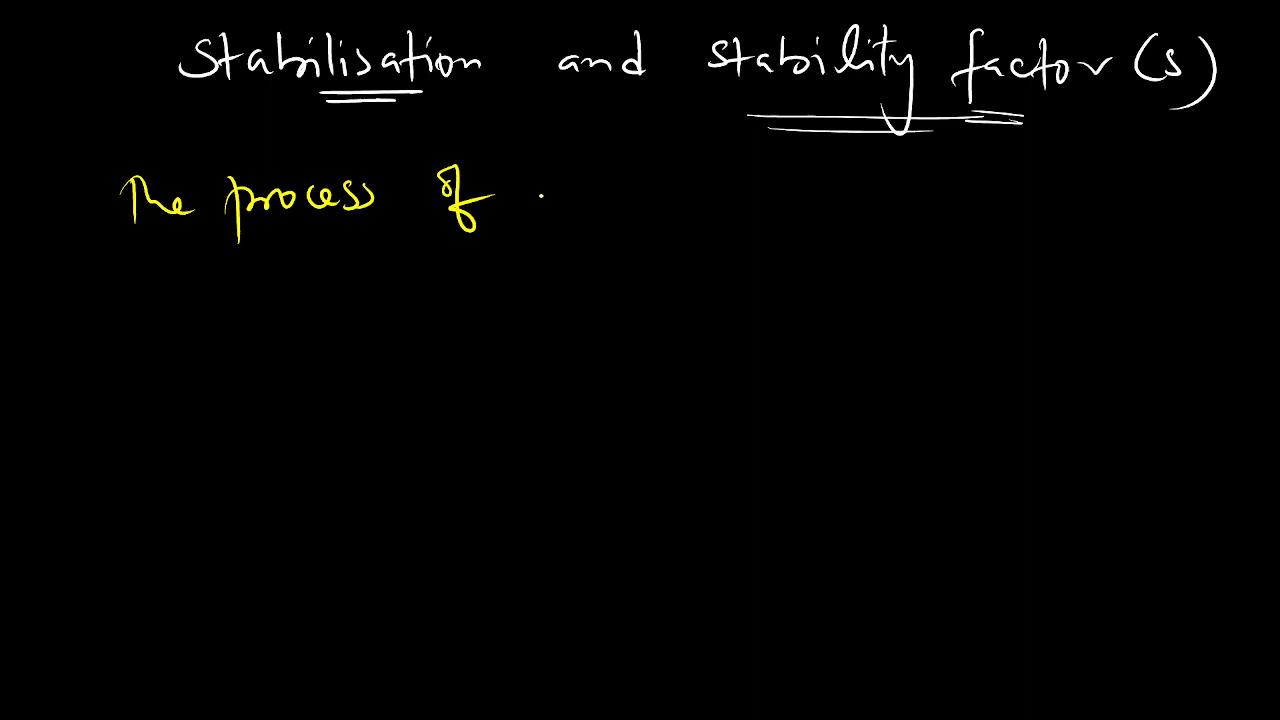 Stabilisation and stability factor (s)
The process of